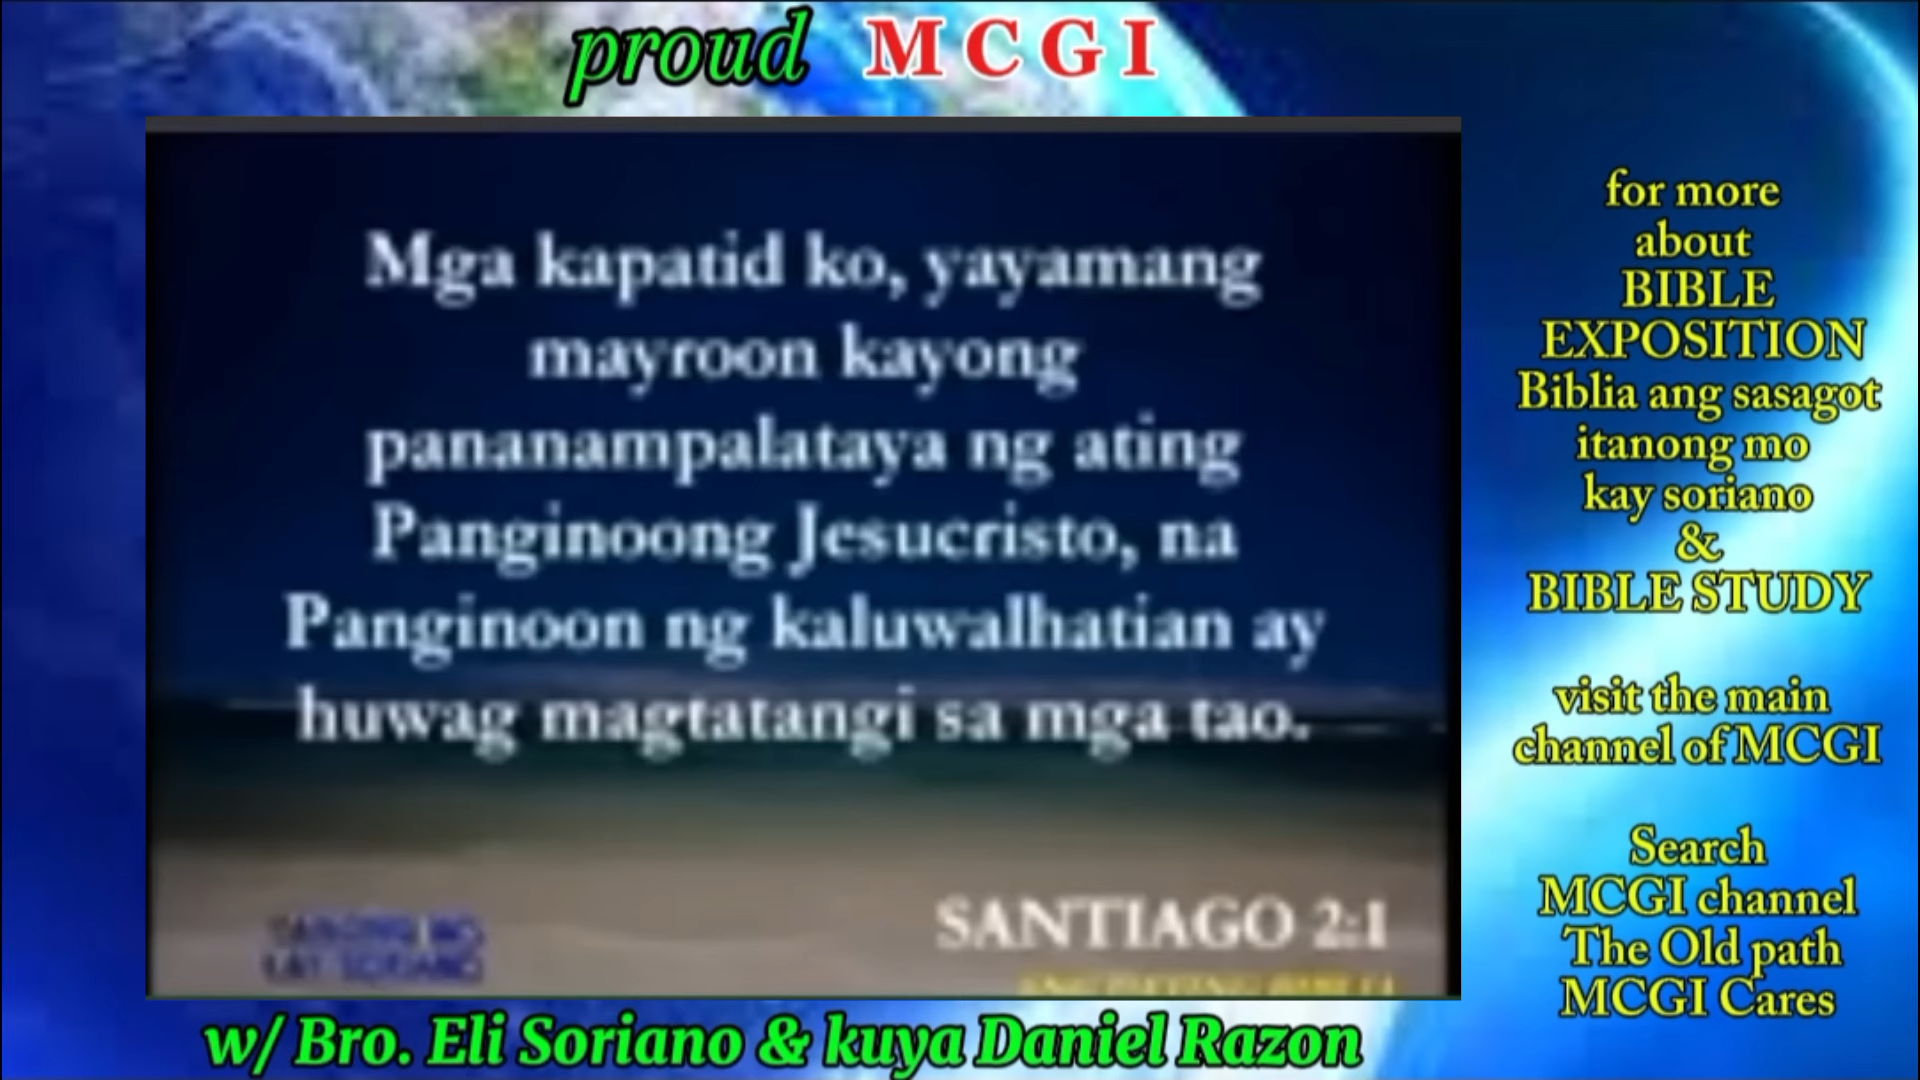 proud MCGI
Mga kapatid ko, yayamang
mayroon kayong
pananampalataya ng ating
Panginoong Jesucristo, na
Panginoon ng kaluwalhatian ay
huwag magtatangi sa mga tao.
SANTIAGO 2:1
KAY SORIANO
w/ Bro. Eli Soriano & kuya Daniel Razon
for more
about
BIBLE
EXPOSITION
Biblia ang sasagot
itanong mo
kay soriano
&
BIBLE STUDY
visit the main
channel of MCGI
Search
MCGI channel
The Old path
MCGI Cares